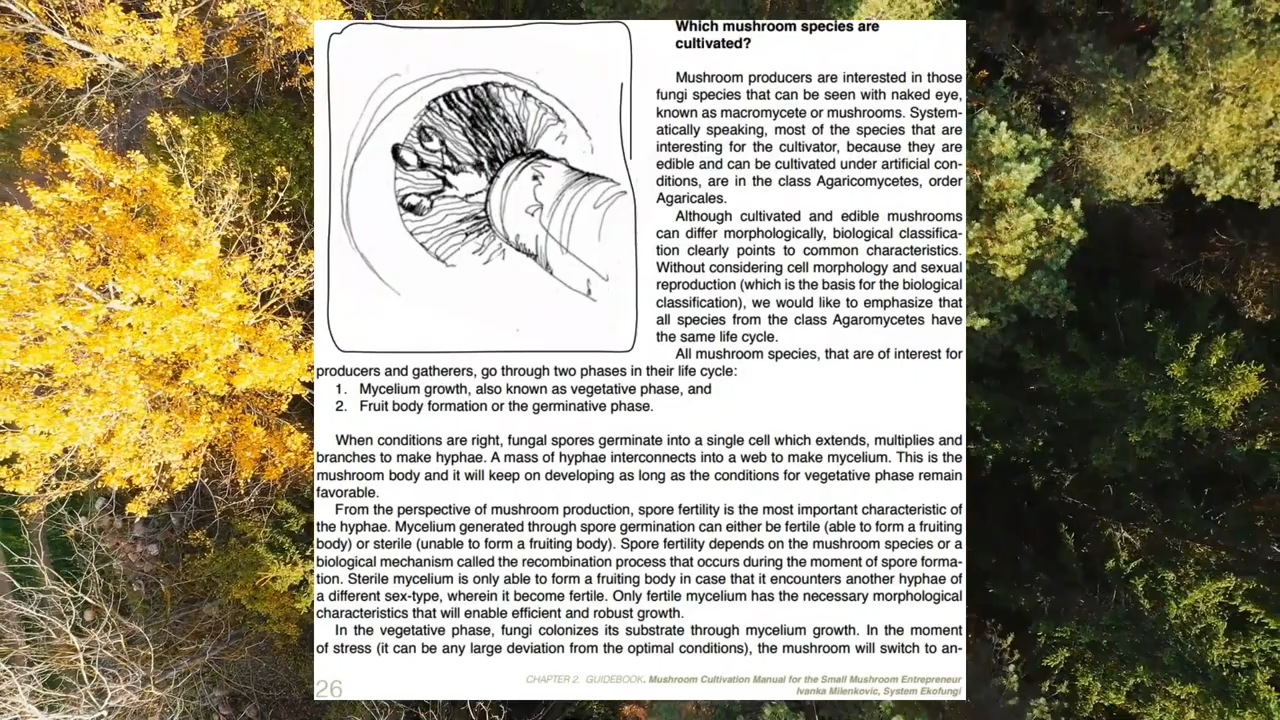 Which mushroom species are
cultivated?
Mushroom producers are interested in those
fungi species that can be seen with naked eye,
known as macromycete or mushrooms. System-
atically speaking, most of the species that are
interesting for the cultivator, because they are
edible and can be cultivated under artificial con-
ditions, are in the class Agaricomycetes, order
Agaricales.
Although cultivated and edible mushrooms
can differ morphologically, biological classifica-
tion clearly points to common characteristics.
Without considering cell morphology and sexual
reproduction (which is the basis for the biological
classification), we would like to emphasize that
all species from the class Agaromycetes have
the same life cycle.
All mushroom species, that are of interest for
producers and gatherers, go through two phases in their life cycle:
1. Mycelium growth, also known as vegetative phase, and
2. Fruit body formation or the germinative phase.
When conditions are right, fungal spores germinate into a single cell which extends, multiplies and
branches to make hyphae. A mass of hyphae interconnects into a web to make mycelium. This is the
mushroom body and it will keep on developing as long as the conditions for vegetative phase remain
favorable.
From the perspective of mushroom production, spore fertility is the most important characteristic of
the hyphae. Mycelium generated through spore germination can either be fertile (able to form a fruiting
body) or sterile (unable to form a fruiting body). Spore fertility depends on the mushroom species or a
biological mechanism called the recombination process that occurs during the moment of spore forma-
tion. Sterile mycelium is only able to form a fruiting body in case that it encounters another hyphae of
a different sex-type, wherein it become fertile. Only fertile mycelium has the necessary morphological
characteristics that will enable efficient and robust growth.
In the vegetative phase, fungi colonizes its substrate through mycelium growth. In the moment
of stress (it can be any large deviation from the optimal conditions), the mushroom will switch to an-
26
CHAPTER 2. GUIDEBOOK. Mushroom Cultivation Manual for the Small Mushroom Entrepreneur
Ivanka Milenkovic, System Ekofungi